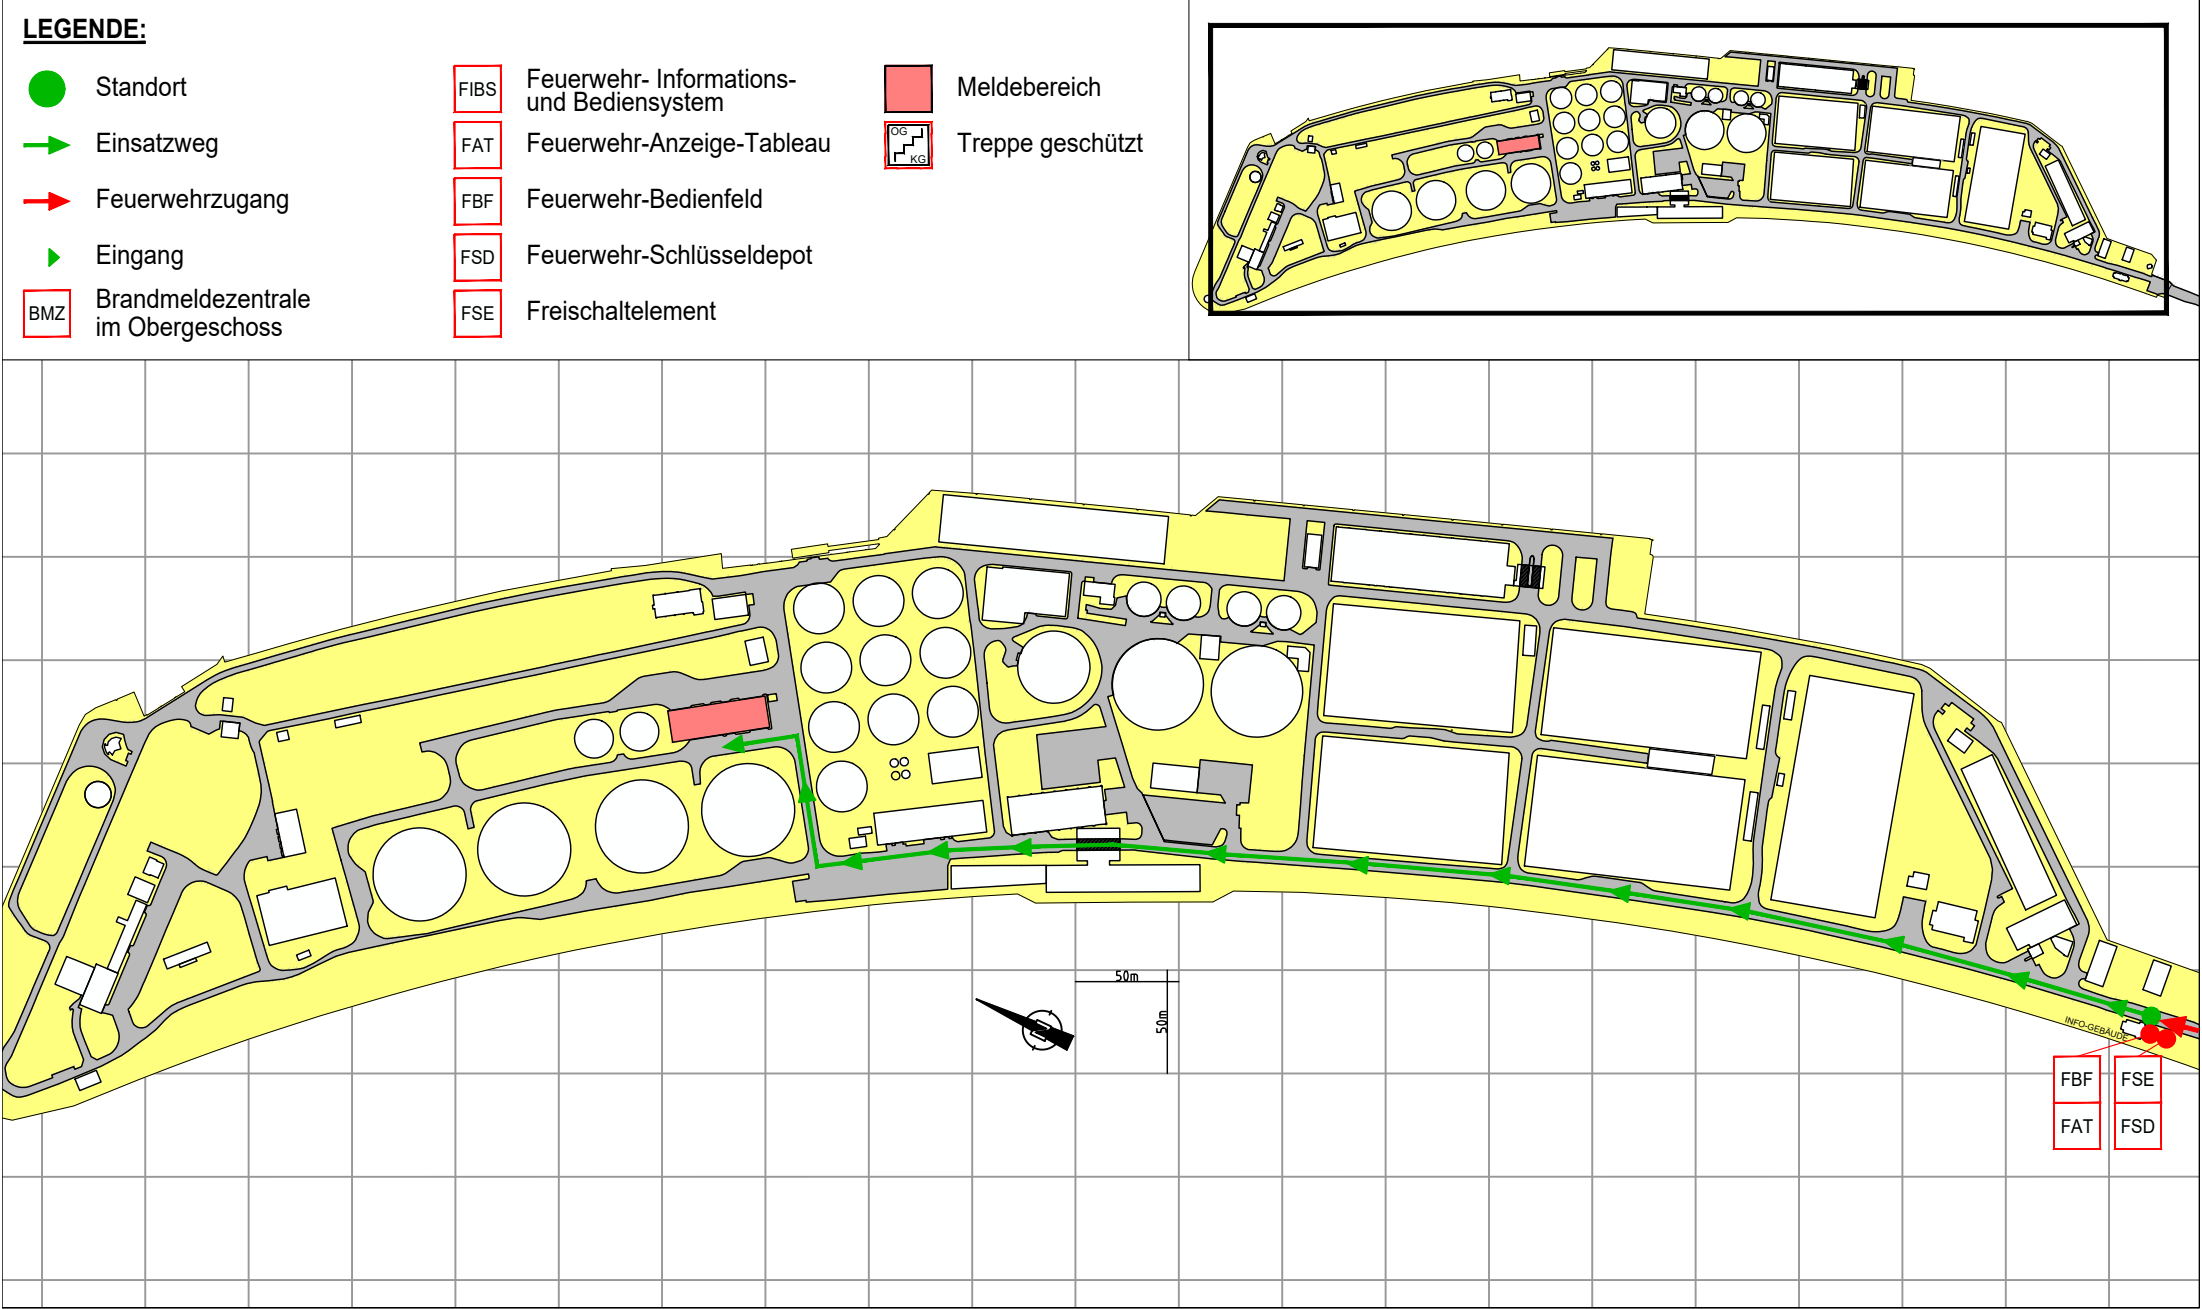 LEGENDE:
Standort
Einsatzweg
Feuerwehrzugang
Eingang
BMZ
Brandmeldezentrale
im Obergeschoss
FIBS
Feuerwehr- Informations-
und Bediensystem
FAT
Feuerwehr-Anzeige-Tableau
FBF
Feuerwehr-Bedienfeld
FSD
Feuerwehr-Schlüsseldepot
FSE
Freischaltelement
Meldebereich
OG
KG
Treppe geschützt
50m
50m
N
INFO-GEBÄUDE
FBF
FSE
FAT
FSD